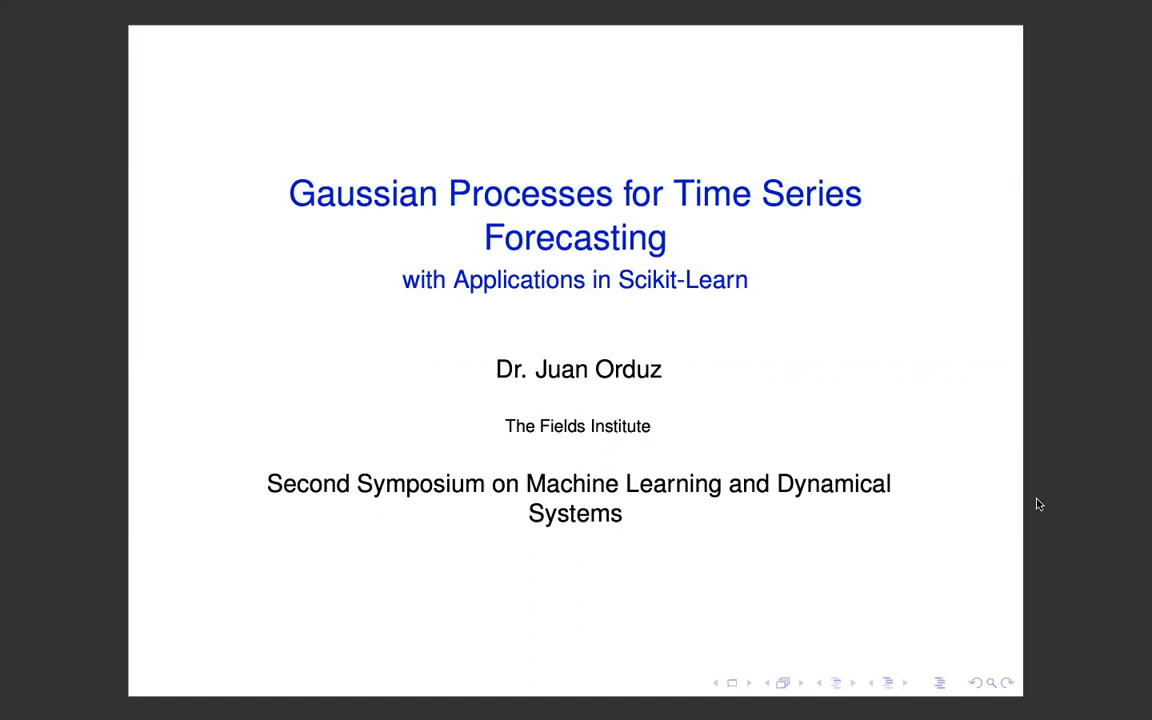 Gaussian Processes for Time Series
Forecasting
with Applications in Scikit-Learn
Dr. Juan Orduz
The Fields Institute
Second Symposium on Machine Learning and Dynamical
Systems